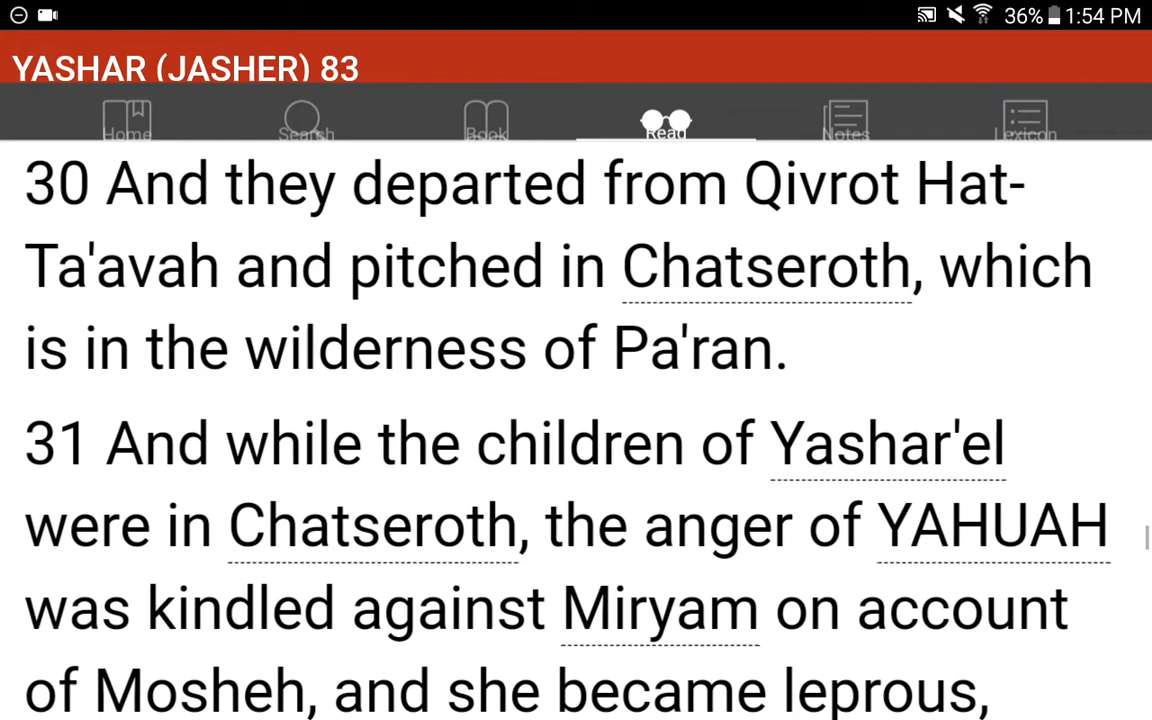 36% 1:54 PM
YASHAR (JASHER) 83
Home Search Book Read Notes Lexicon
30 And they departed from Qivrot Hat-
Ta'avah and pitched in Chatseroth, which
is in the wilderness of Pa'ran.
31 And while the children of Yashar'el
were in Chatseroth, the anger of YAHUAH
was kindled against Miryam on account
of Mosheh, and she became leprous,